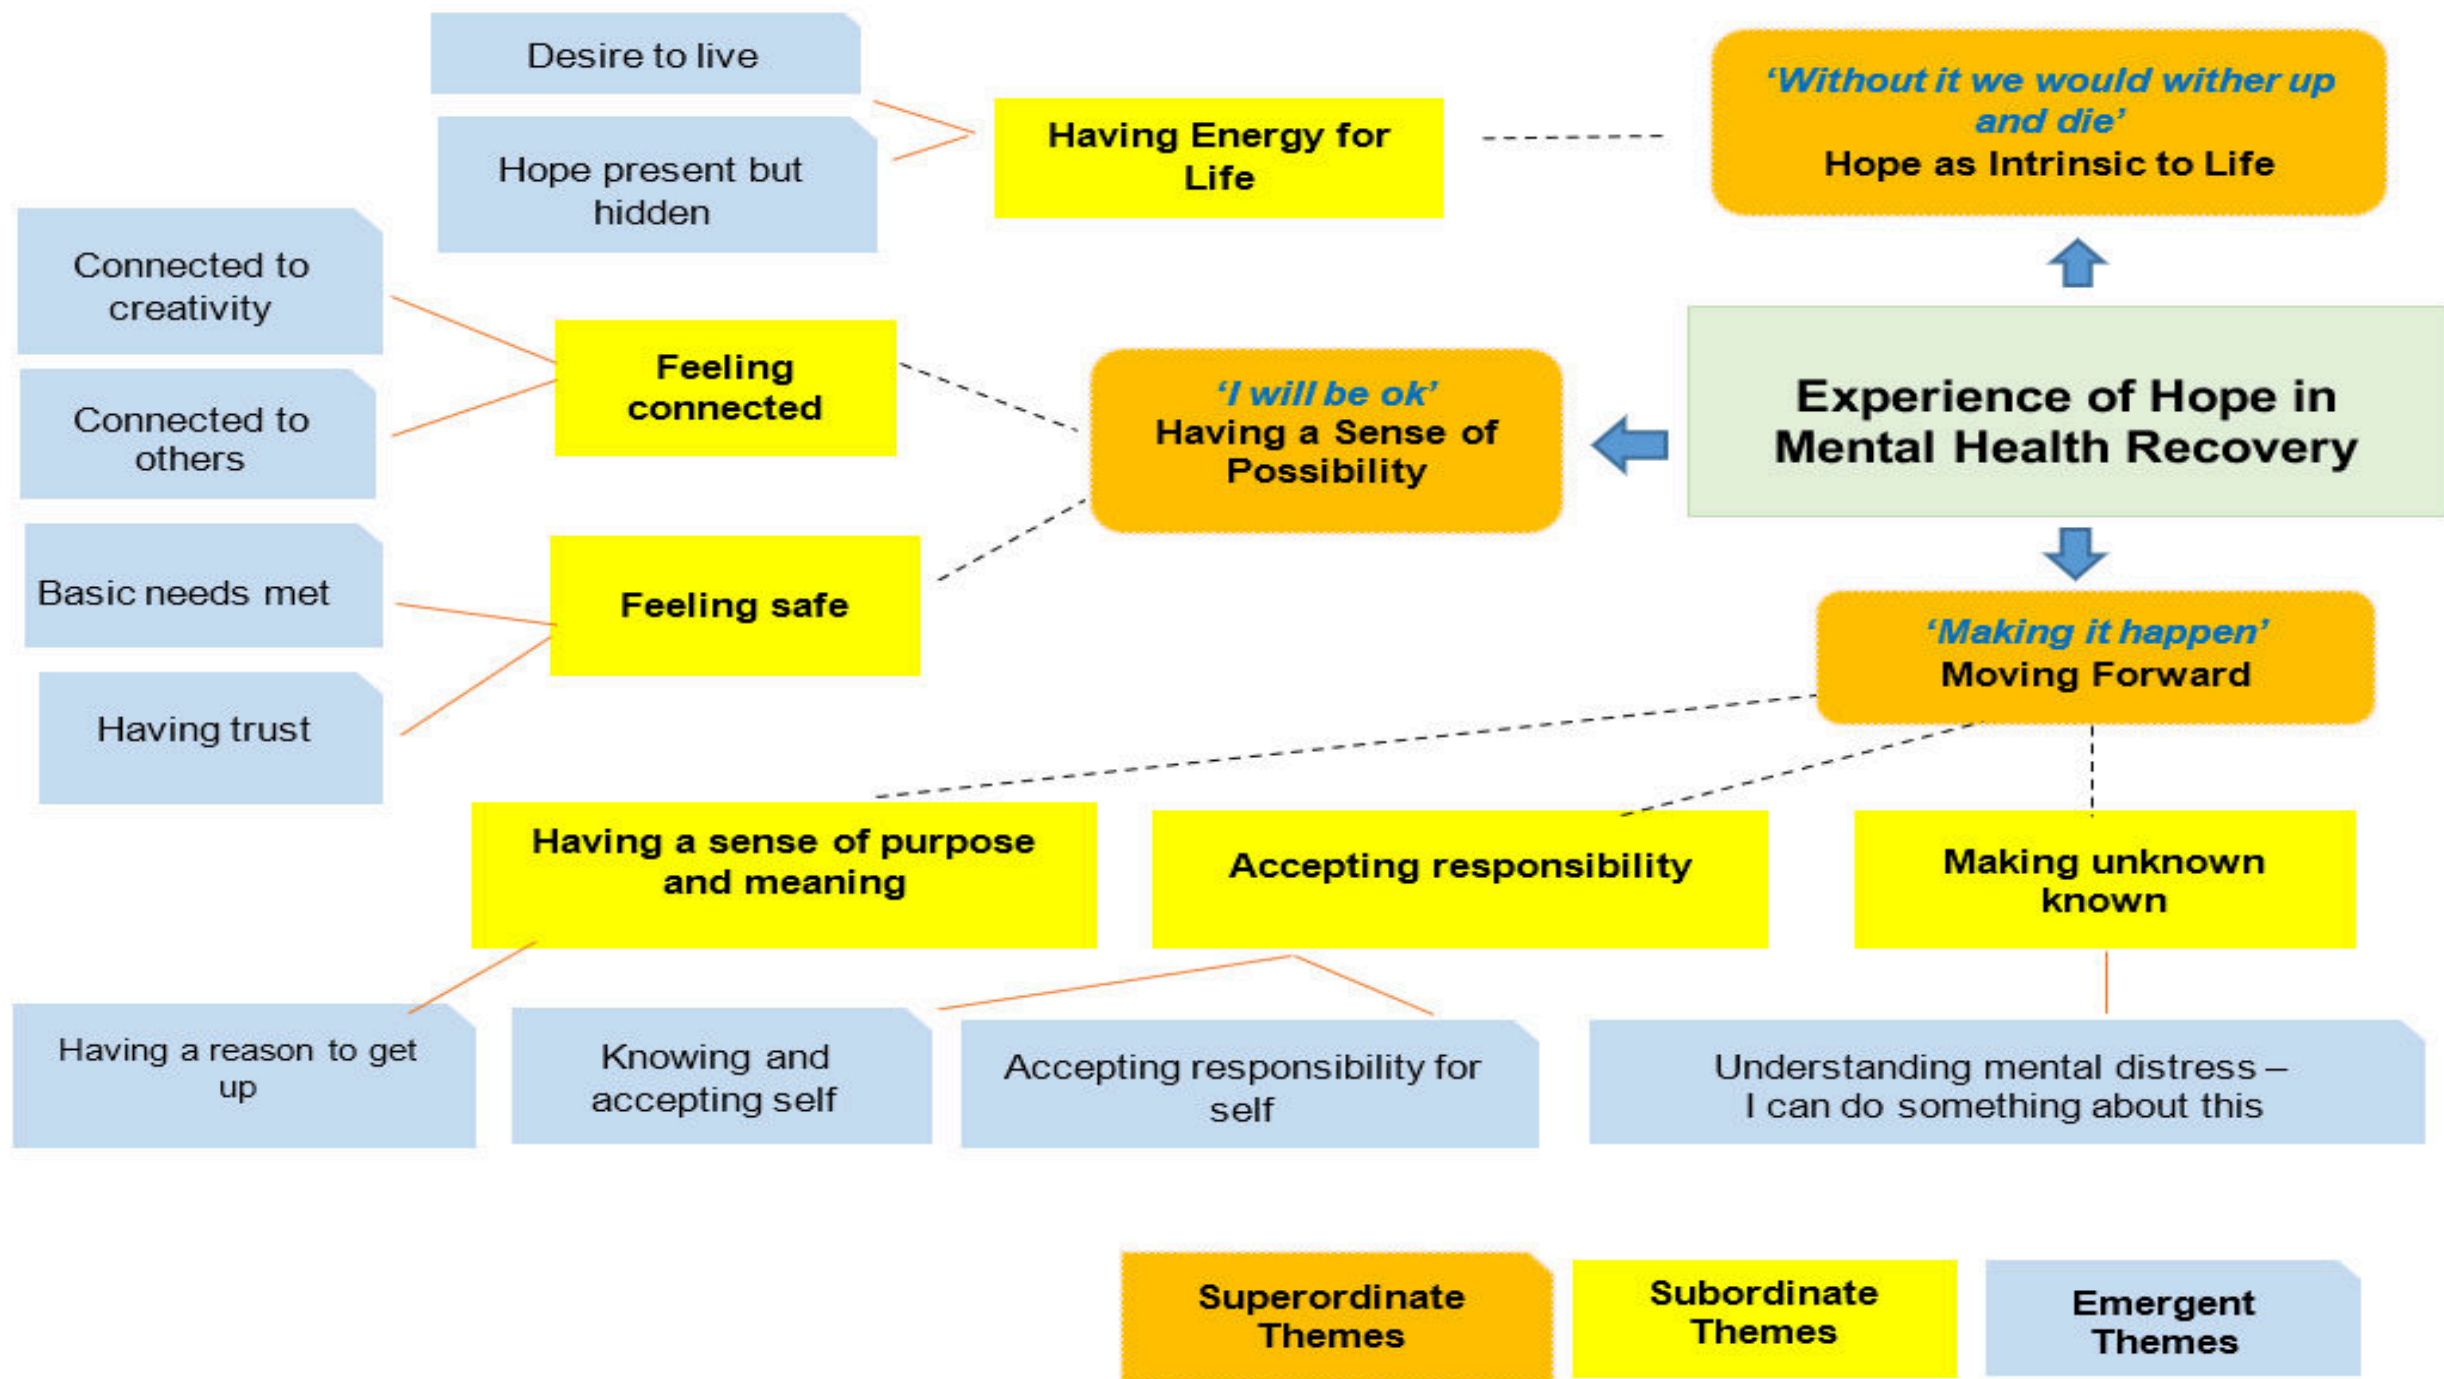 Desire to live
Hope present but
hidden
Having Energy for
Life
‘Without it we would wither up
and die’
Hope as Intrinsic to Life
Connected to
creativity
Connected to
others
Feeling
connected
‘I will be ok’
Having a Sense of
Possibility
Experience of Hope in
Mental Health Recovery
Basic needs met
Having trust
Feeling safe
‘Making it happen’
Moving Forward
Having a sense of purpose
and meaning
Accepting responsibility
Making unknown
known
Having a reason to get
up
Knowing and
accepting self
Accepting responsibility for
self
Understanding mental distress –
I can do something about this
Superordinate
Themes
Subordinate
Themes
Emergent
Themes